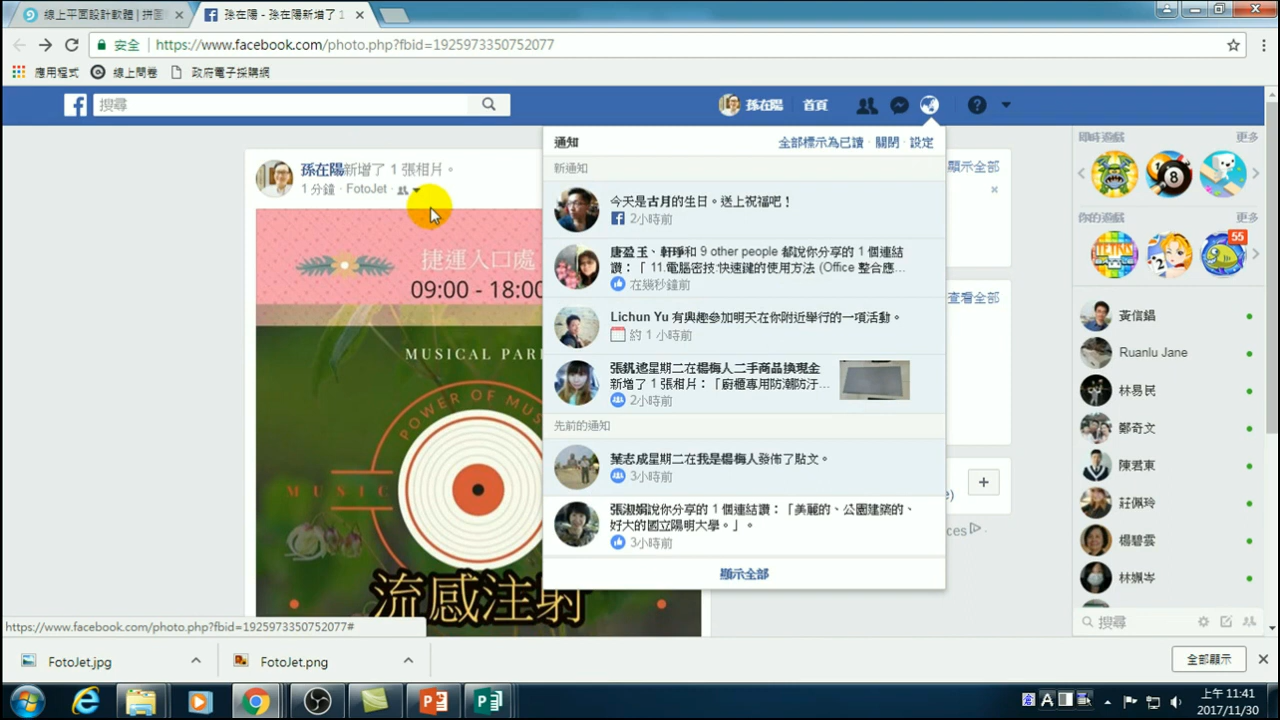 線上平面設計軟體 | 拼圖
孫在陽 - 孫在陽新增了 1
安全
https://www.facebook.com/photo.php?fbid=1925973350752077
應用程式
線上問卷
政府電子採購網
搜尋
孫在陽
首頁
通知
全部標示為已讀 · 關閉 · 設定
新通知
今天是古月的生日。送上祝福吧！
2小時前
唐盈玉、軒琤和 9 other people 都說你分享的 1 個連結
讚：「 11.電腦密技 快速鍵的使用方法 (Office 整合應…
在幾秒鐘前
Lichun Yu 有興趣參加明天在你附近舉行的一項活動。
約 1 小時前
星期二在楊梅人二手商品換現金
新增了 1 張相片：「廚櫃專用防潮防汙…
2小時前
先前的通知
葉志成星期二在我是楊梅人發佈了貼文。
3小時前
張淑娟說你分享的 1 個連結讚：「美麗的、公園建築的、
好大的國立陽明大學。」。
3小時前
顯示全部
孫在陽新增了 1 張相片。
1 分鐘 · FotoJet ·
捷運入口處
09:00 - 18:00
MUSICAL PAR
POWER OF MUS
MUSIC
流感注射
顯示全部
查看全部
即時遊戲
更多
8
你的遊戲
更多
TETRIS
2
55
黃信錩
Ruanlu Jane
林易民
鄭奇文
陳君東
莊佩玲
楊碧雲
林姵岑
搜尋
https://www.facebook.com/photo.php?fbid=1925973350752077#
FotoJet.jpg
FotoJet.png
全部顯示
上午 11:41
2017/11/30